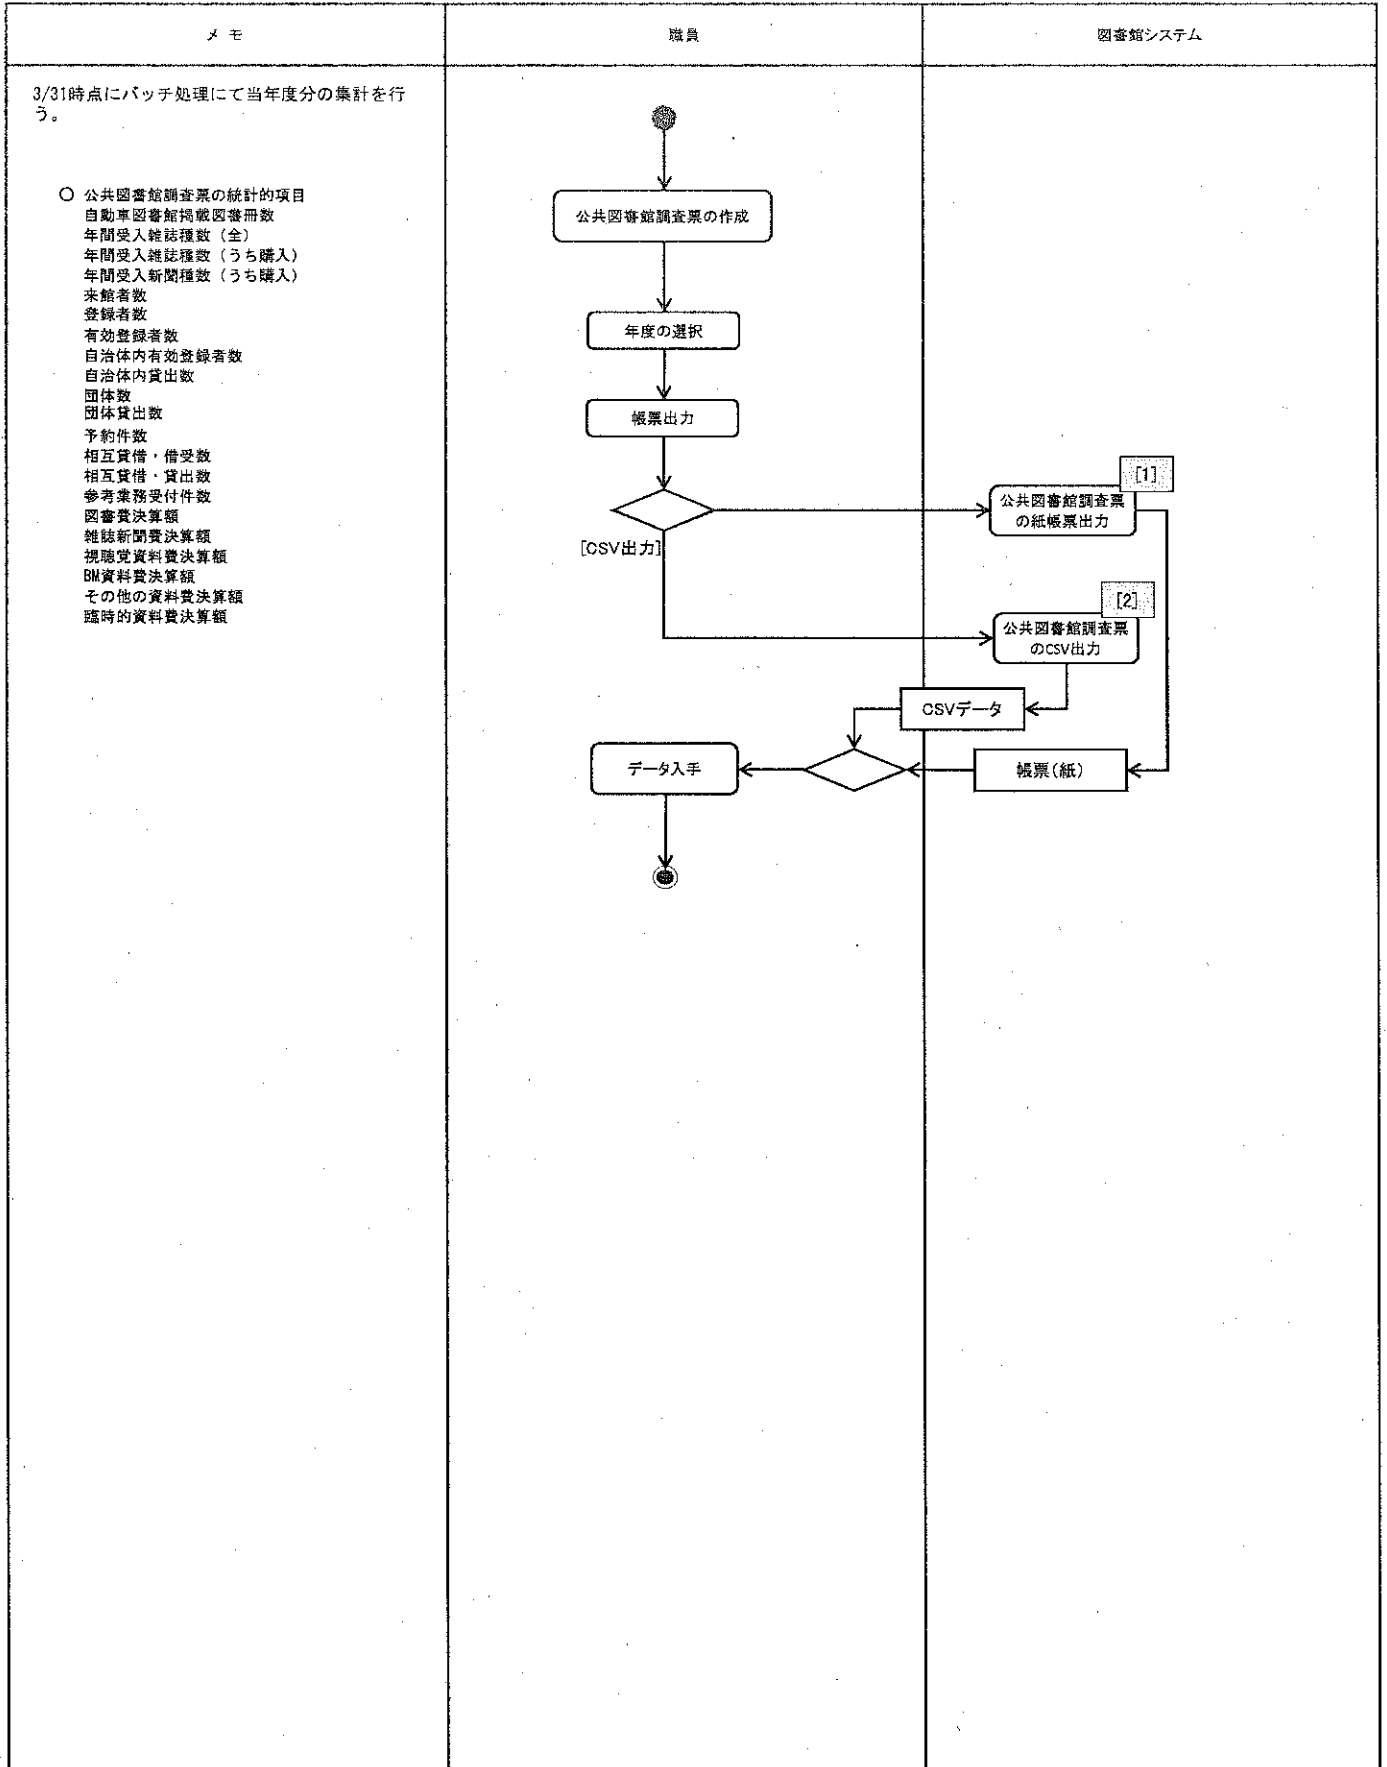 メ モ
職員
図書館システム
3/31時点にバッチ処理にて当年度分の集計を行
う。
○ 公共図書館調査票の統計的項目
自動車図書館掲載図書冊数
年間受入雑誌種数（全）
年間受入雑誌種数（うち購入）
年間受入新聞種数（うち購入）
来館者数
登録者数
有効登録者数
自治体内有効登録者数
自治体内貸出数
団体数
団体貸出数
予約件数
相互貸借・借受数
相互貸借・貸出数
参考業務受付件数
図書費決算額
雑誌新聞費決算額
視聴覚資料費決算額
BM資料費決算額
その他の資料費決算額
臨時的資料費決算額
公共図書館調査票の作成
年度の選択
帳票出力
[CSV出力]
[1]
公共図書館調査票
の紙帳票出力
[2]
公共図書館調査票
のCSV出力
CSVデータ
データ入手
帳票(紙)